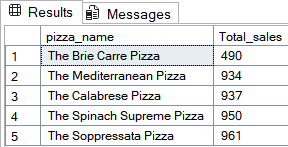 Results Messages
pizza_name Total_sales
1 The Brie Carre Pizza 490
2 The Mediterranean Pizza 934
3 The Calabrese Pizza 937
4 The Spinach Supreme Pizza 950
5 The Soppressata Pizza 961